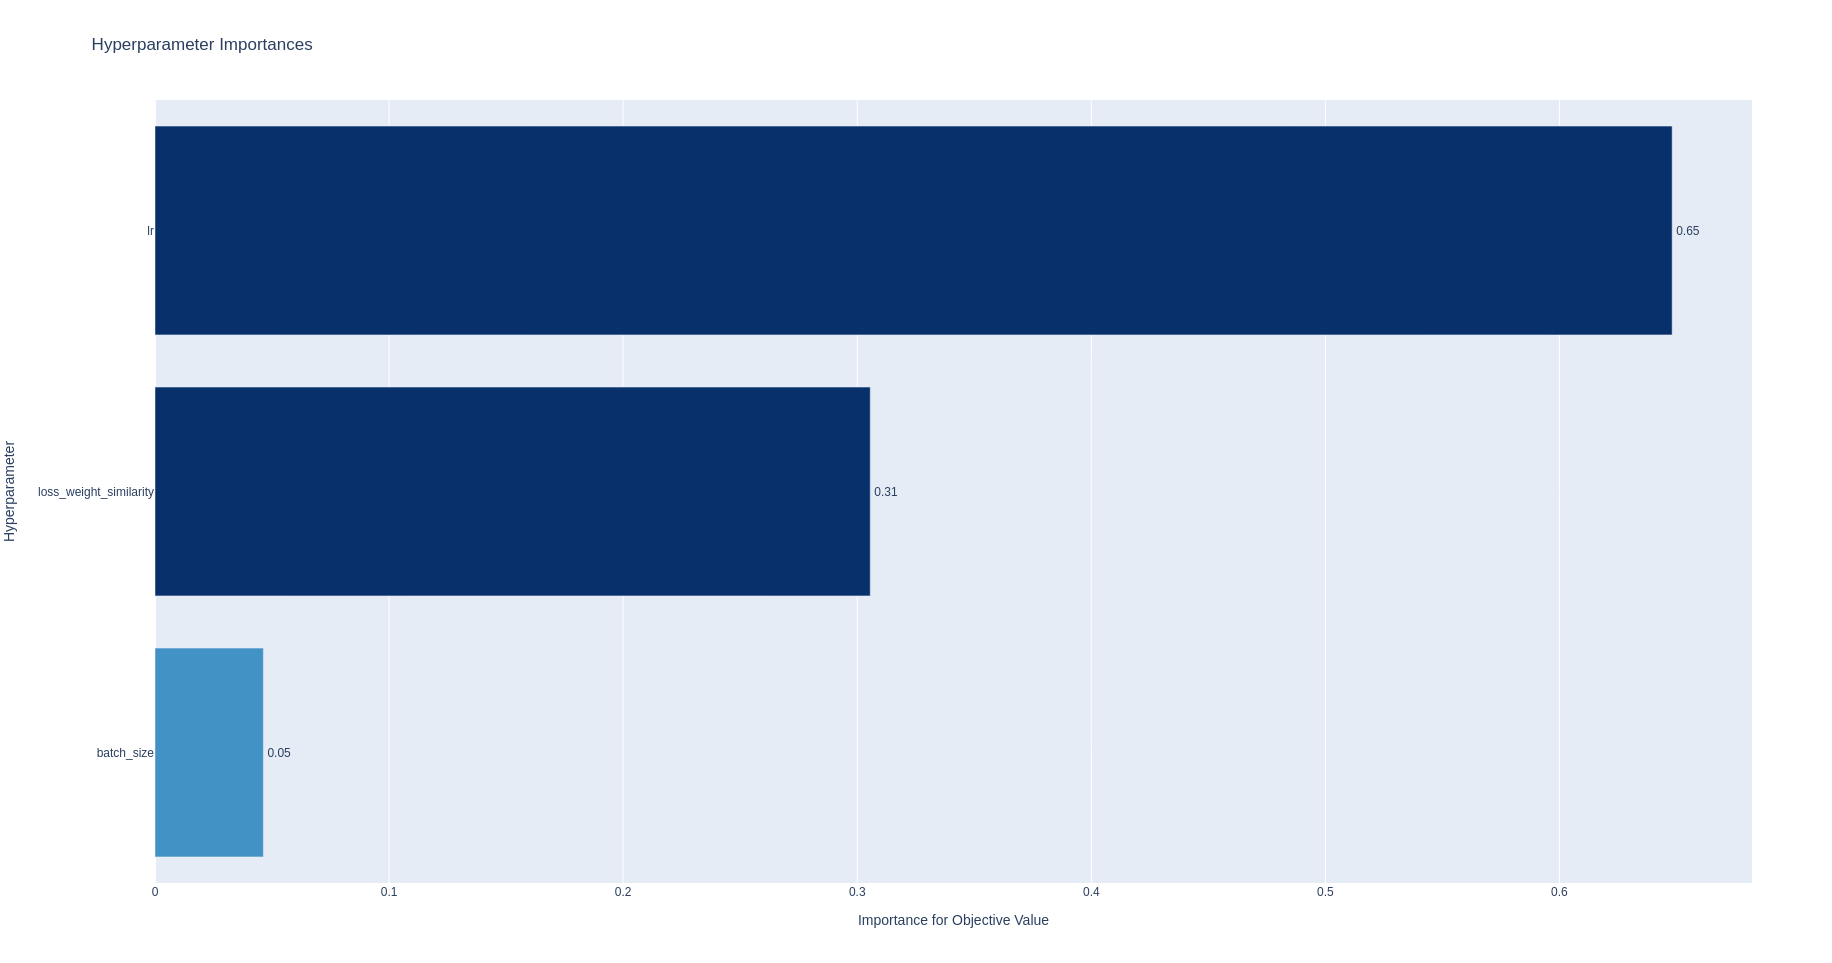 Hyperparameter Importances
lr
0.65
loss_weight_similarity
0.31
Hyperparameter
batch_size
0.05
0 0.1 0.2 0.3 0.4 0.5 0.6
Importance for Objective Value